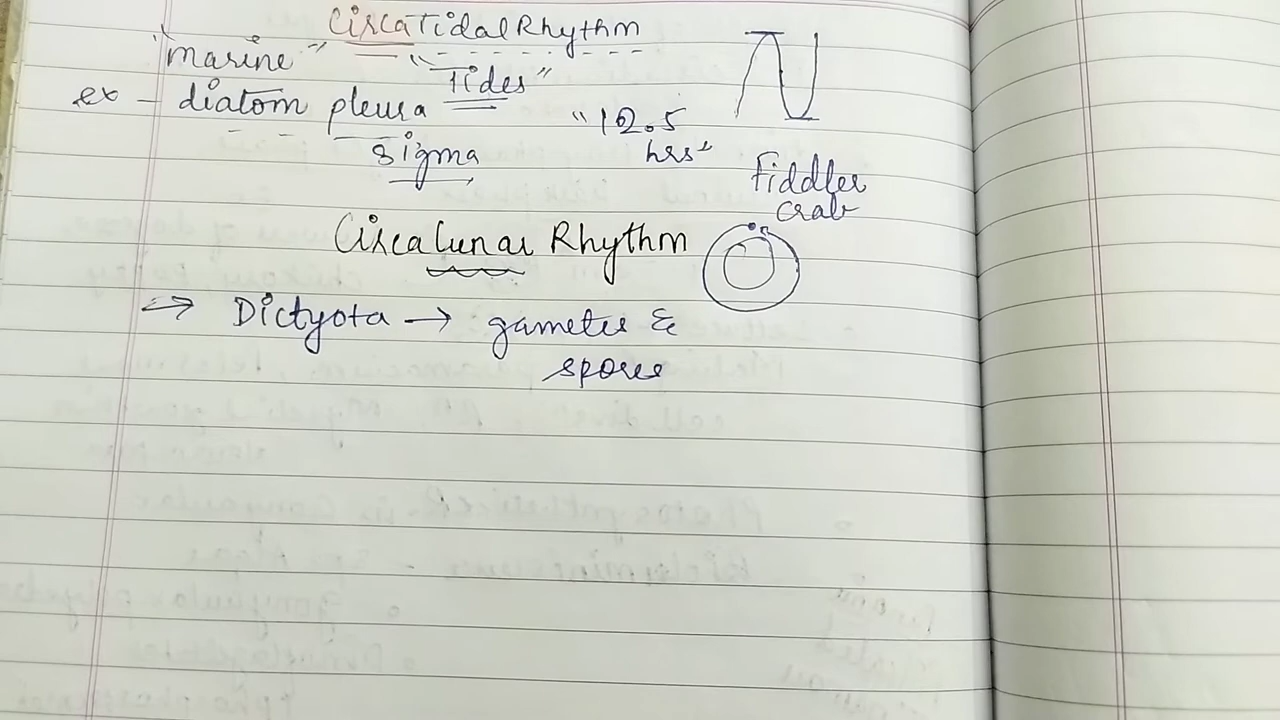 CircaTidal Rhythm
"marine" "Tides"
ex - diatom pleura
sigma
"12.5
hrs"
Fiddler
crab
Circalunar Rhythm
→ Dictyota → gametes &
spores